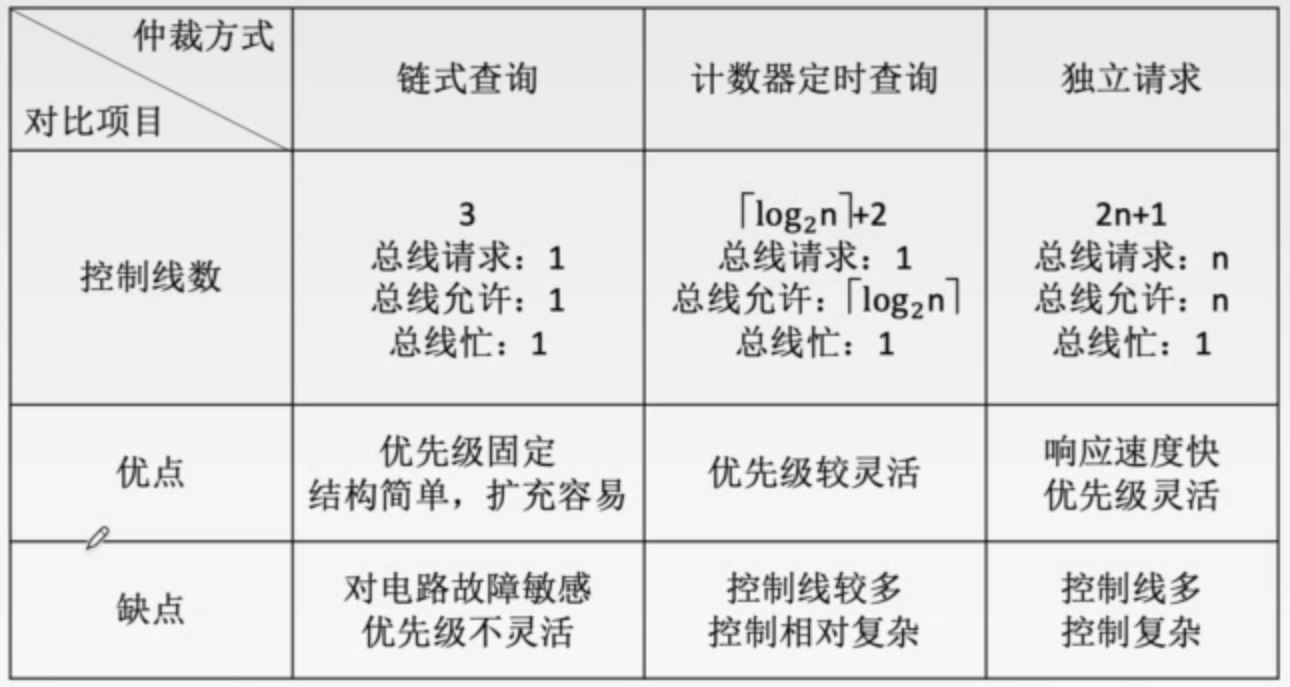 仲裁方式
对比项目
链式查询
计数器定时查询
独立请求
控制线数
3
总线请求：1
总线允许：1
总线忙：1
⌈log₂n⌉+2
总线请求：1
总线允许：⌈log₂n⌉
总线忙：1
2n+1
总线请求：n
总线允许：n
总线忙：1
优点
优先级固定
结构简单，扩充容易
优先级较灵活
响应速度快
优先级灵活
缺点
对电路故障敏感
优先级不灵活
控制线较多
控制相对复杂
控制线多
控制复杂